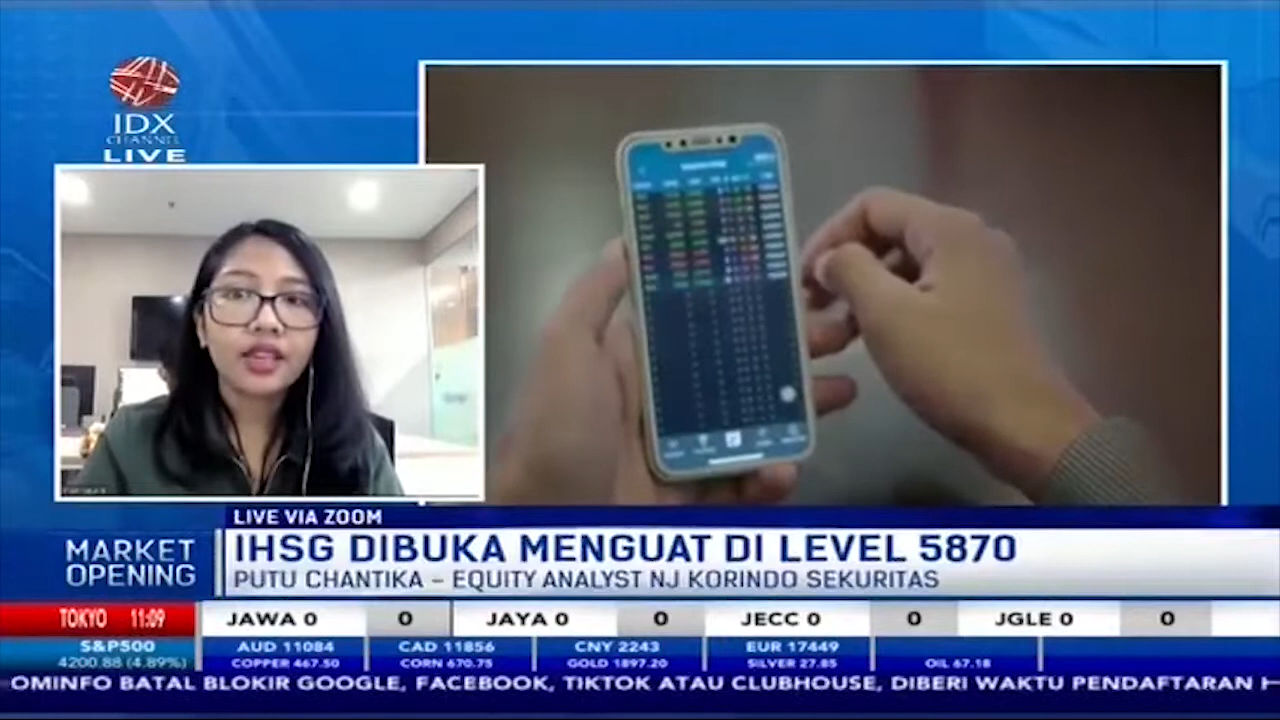 IDX
CHANNEL
LIVE
LIVE VIA ZOOM
MARKET
OPENING
IHSG DIBUKA MENGUAT DI LEVEL 5870
PUTU CHANTIKA – EQUITY ANALYST NJ KORINDO SEKURITAS
TOKYO 11:09 JAWA 0 0 JAYA 0 0 JECC 0 0 JGLE 0 0
S&P500 AUD 11084 CAD 11856 CNY 2243 EUR 17449
4200.88 (4.89%) COPPER 467.50 CORN 670.75 GOLD 1897.20 SILVER 27.85 OIL 67.18
OMINFO BATAL BLOKIR GOOGLE, FACEBOOK, TIKTOK ATAU CLUBHOUSE, DIBERI WAKTU PENDAFTARAN